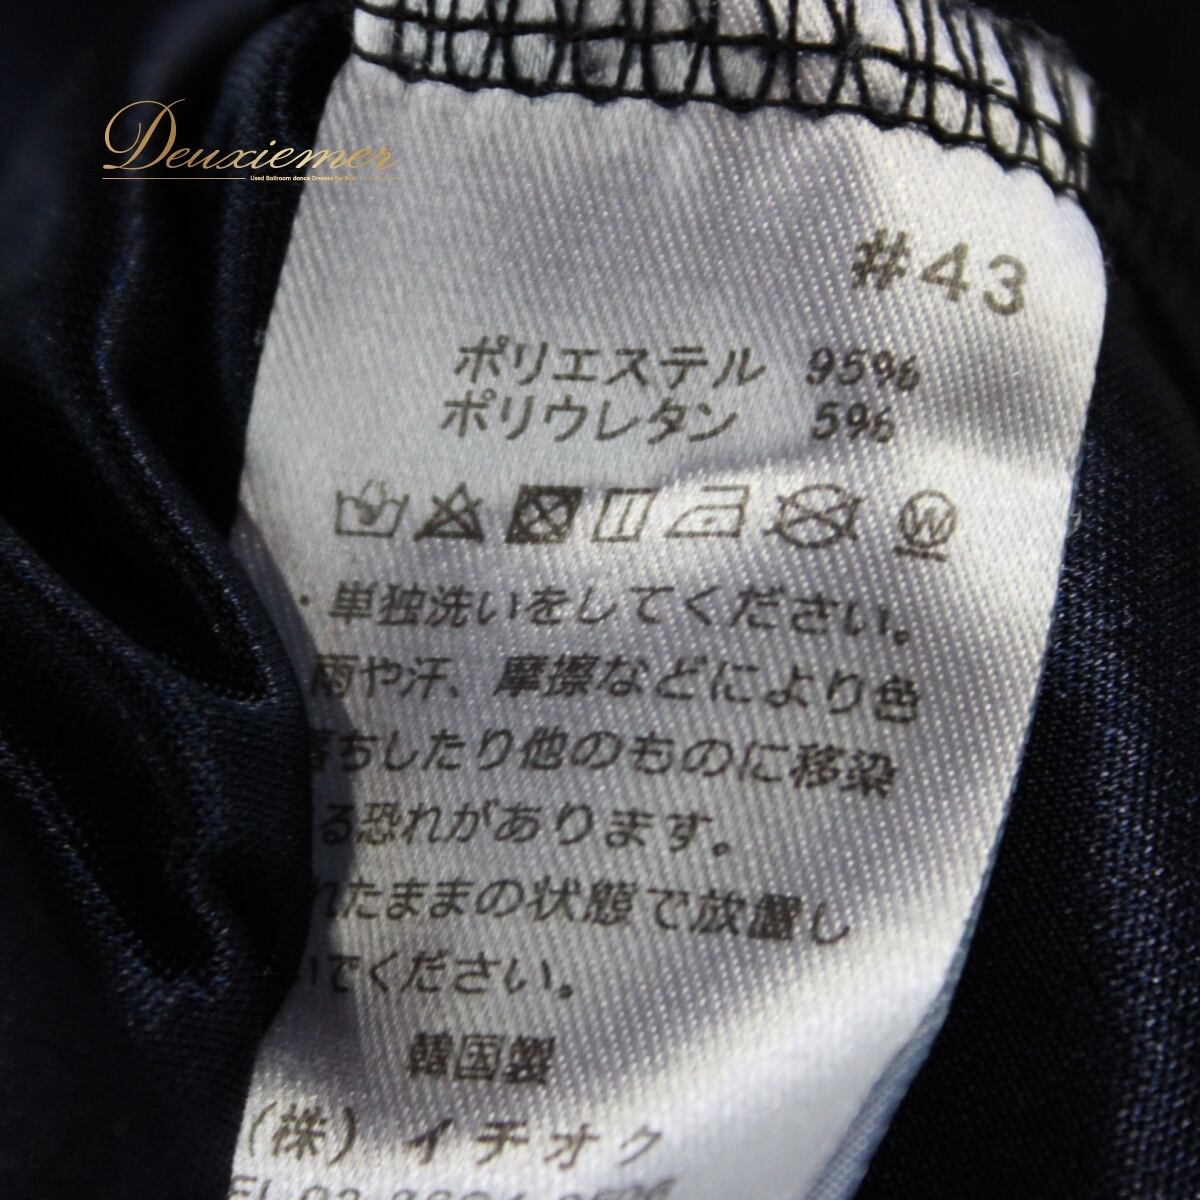 Deuxiemer
Used Ballroom dance Dresses for Sale
#43
ポリエステル 95%
ポリウレタン 5%
W
・単独洗いをしてください。
雨や汗、摩擦などにより色
落ちしたり他のものに移染
る恐れがあります。
れたままの状態で放置し
いでください。
韓国製
(株) イチオク